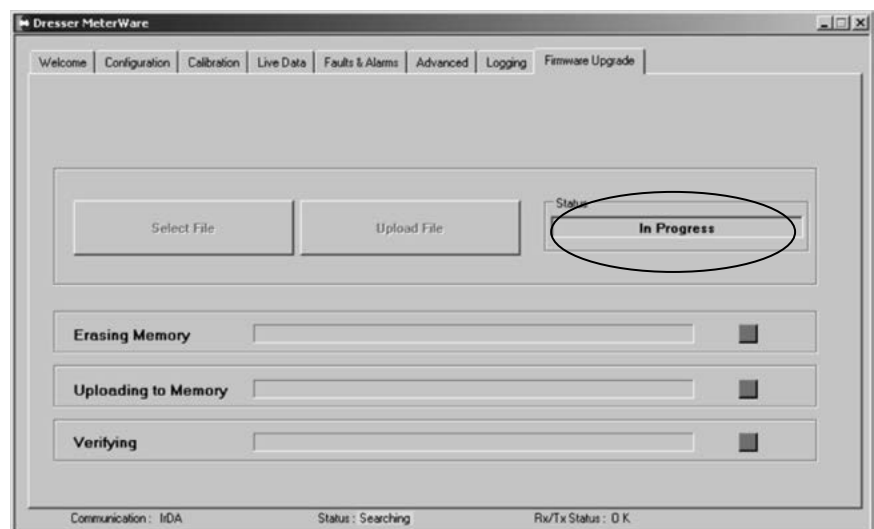 Dresser MeterWare
Welcome Configuration Calibration Live Data Faults & Alarms Advanced Logging Firmware Upgrade
Select File Upload File Status
In Progress
Erasing Memory
Uploading to Memory
Verifying
Communication : IrDA Status : Searching Rx/Tx Status : O K